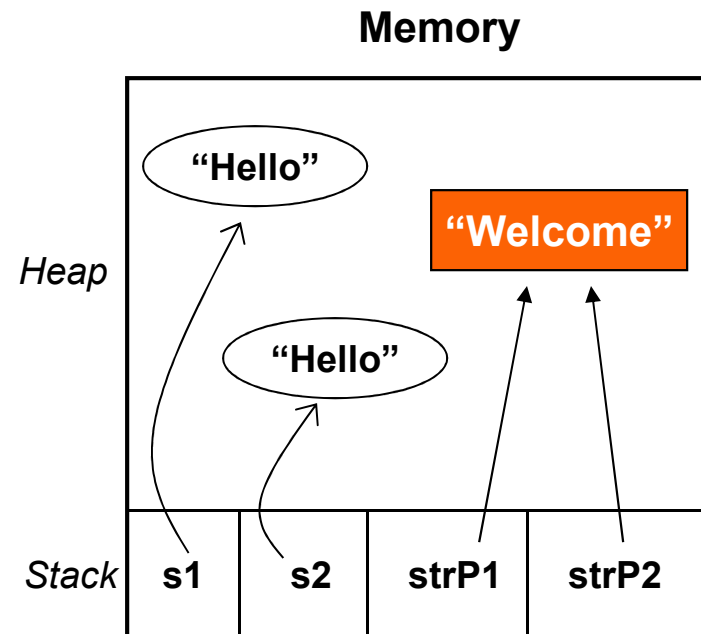 Memory
“Hello”
“Welcome”
Heap
“Hello”
Stack s1 s2 strP1 strP2